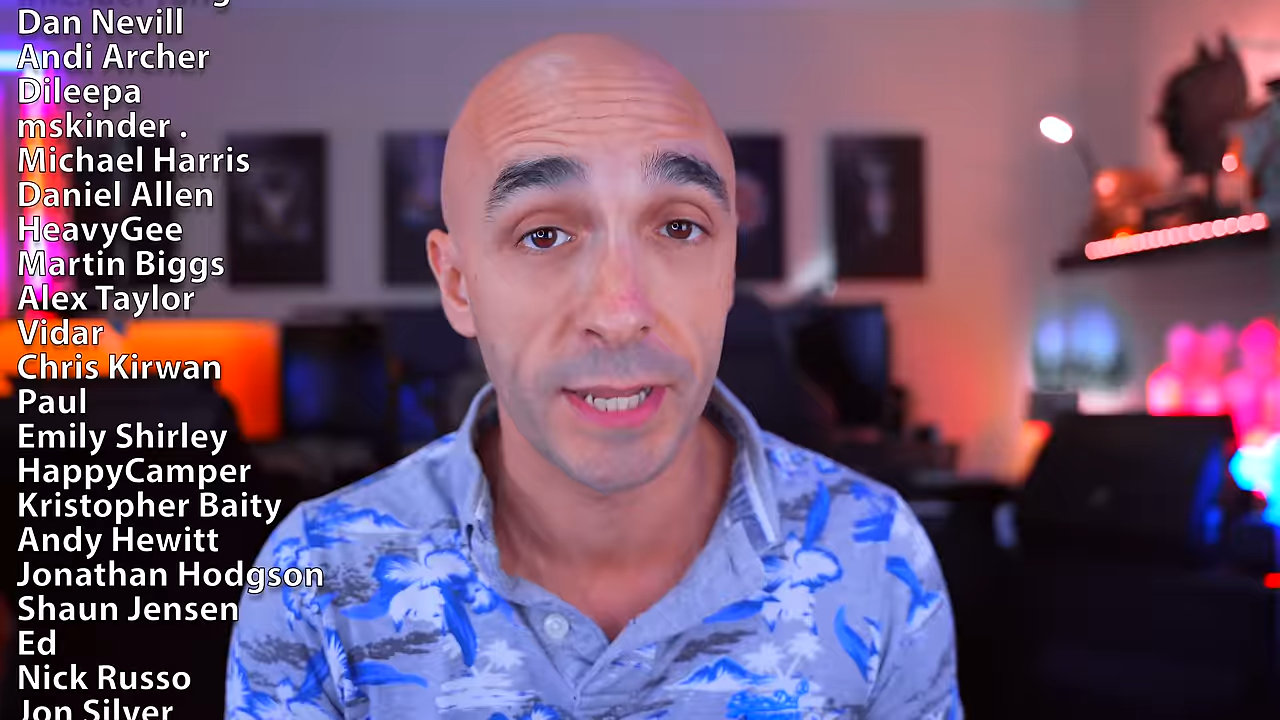 Dan Nevill
Andi Archer
Dileepa
mskinder .
Michael Harris
Daniel Allen
HeavyGee
Martin Biggs
Alex Taylor
Vidar
Chris Kirwan
Paul
Emily Shirley
HappyCamper
Kristopher Baity
Andy Hewitt
Jonathan Hodgson
Shaun Jensen
Ed
Nick Russo
Jon Silver